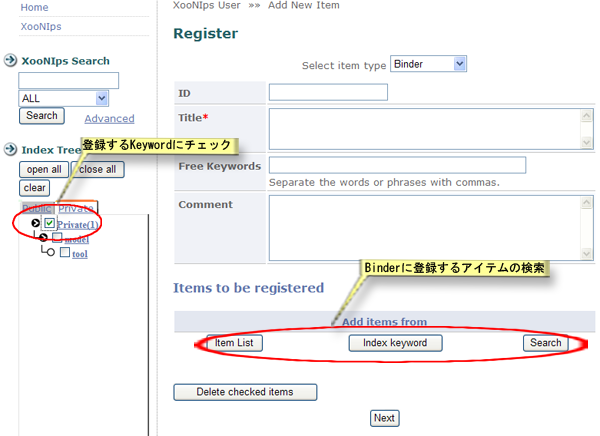 Home
XooNIps
XooNIps Search
ALL
Search
Advanced
Index Tree
open all
close all
clear
Public
Private
Private(1)
model
tool
登録するKeywordにチェック
XooNIps User »» Add New Item
Register
Select item type
Binder
ID
Title*
Free Keywords
Separate the words or phrases with commas.
Comment
Binderに登録するアイテムの検索
Items to be registered
Add items from
Item List
Index keyword
Search
Delete checked items
Next